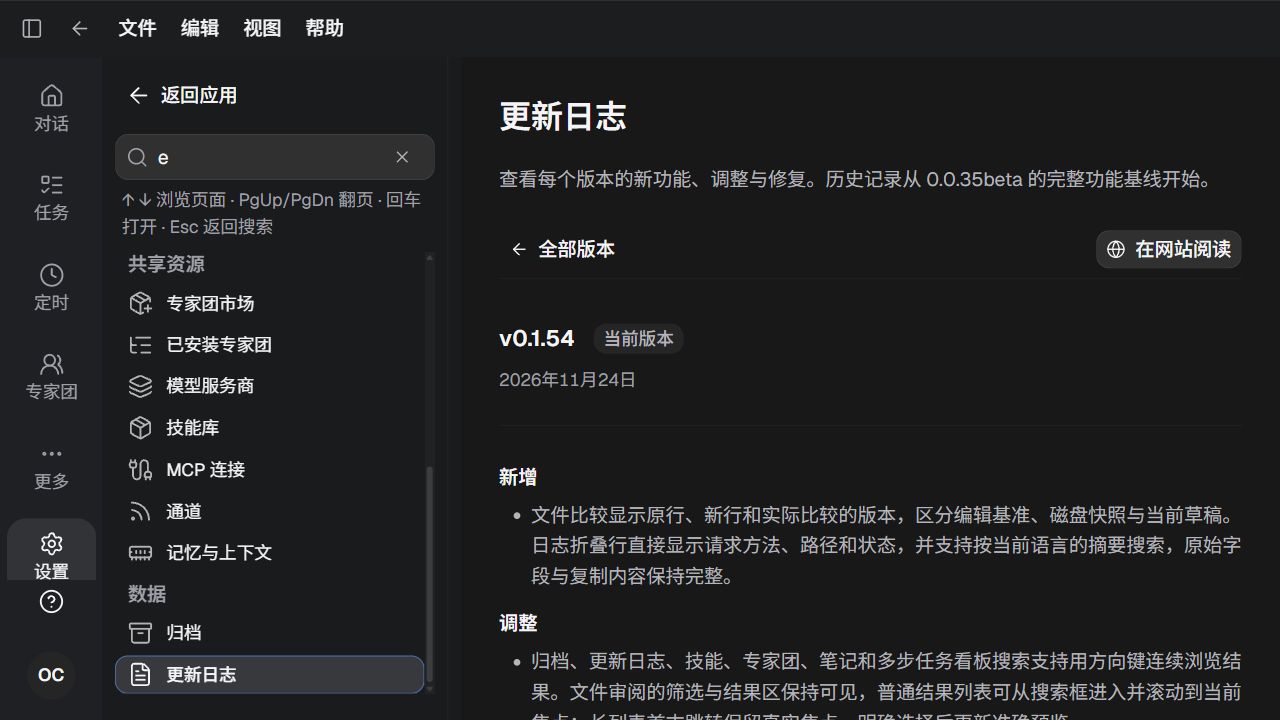 文件 编辑 视图 帮助
对话
任务
定时
专家团
更多
设置
OC
返回应用
e
↑↓ 浏览页面 · PgUp/PgDn 翻页 · 回车
打开 · Esc 返回搜索
共享资源
专家团市场
已安装专家团
模型服务商
技能库
MCP 连接
通道
记忆与上下文
数据
归档
更新日志
更新日志
查看每个版本的新功能、调整与修复。历史记录从 0.0.35beta 的完整功能基线开始。
全部版本
在网站阅读
v0.1.54 当前版本
2026年11月24日
新增
文件比较显示原行、新行和实际比较的版本，区分编辑基准、磁盘快照与当前草稿。
日志折叠行直接显示请求方法、路径和状态，并支持按当前语言的摘要搜索，原始字
段与复制内容保持完整。
调整
归档、更新日志、技能、专家团、笔记和多步任务看板搜索支持用方向键连续浏览结
果。文件审阅的筛选与结果区保持可见，普通结果列表可从搜索框进入并滚动到当前